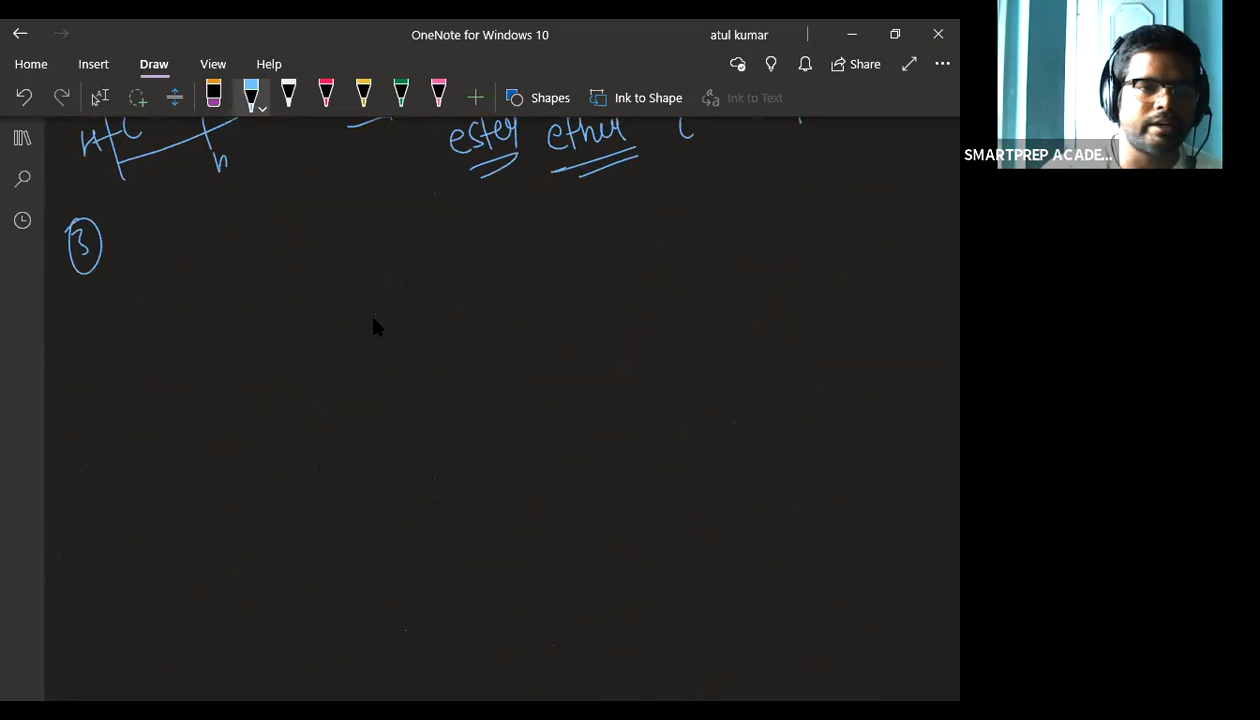 OneNote for Windows 10
atul kumar
Home Insert Draw View Help
Share
Shapes Ink to Shape Ink to Text
SMARTPREP ACADE...
ester ether
H C
h
3